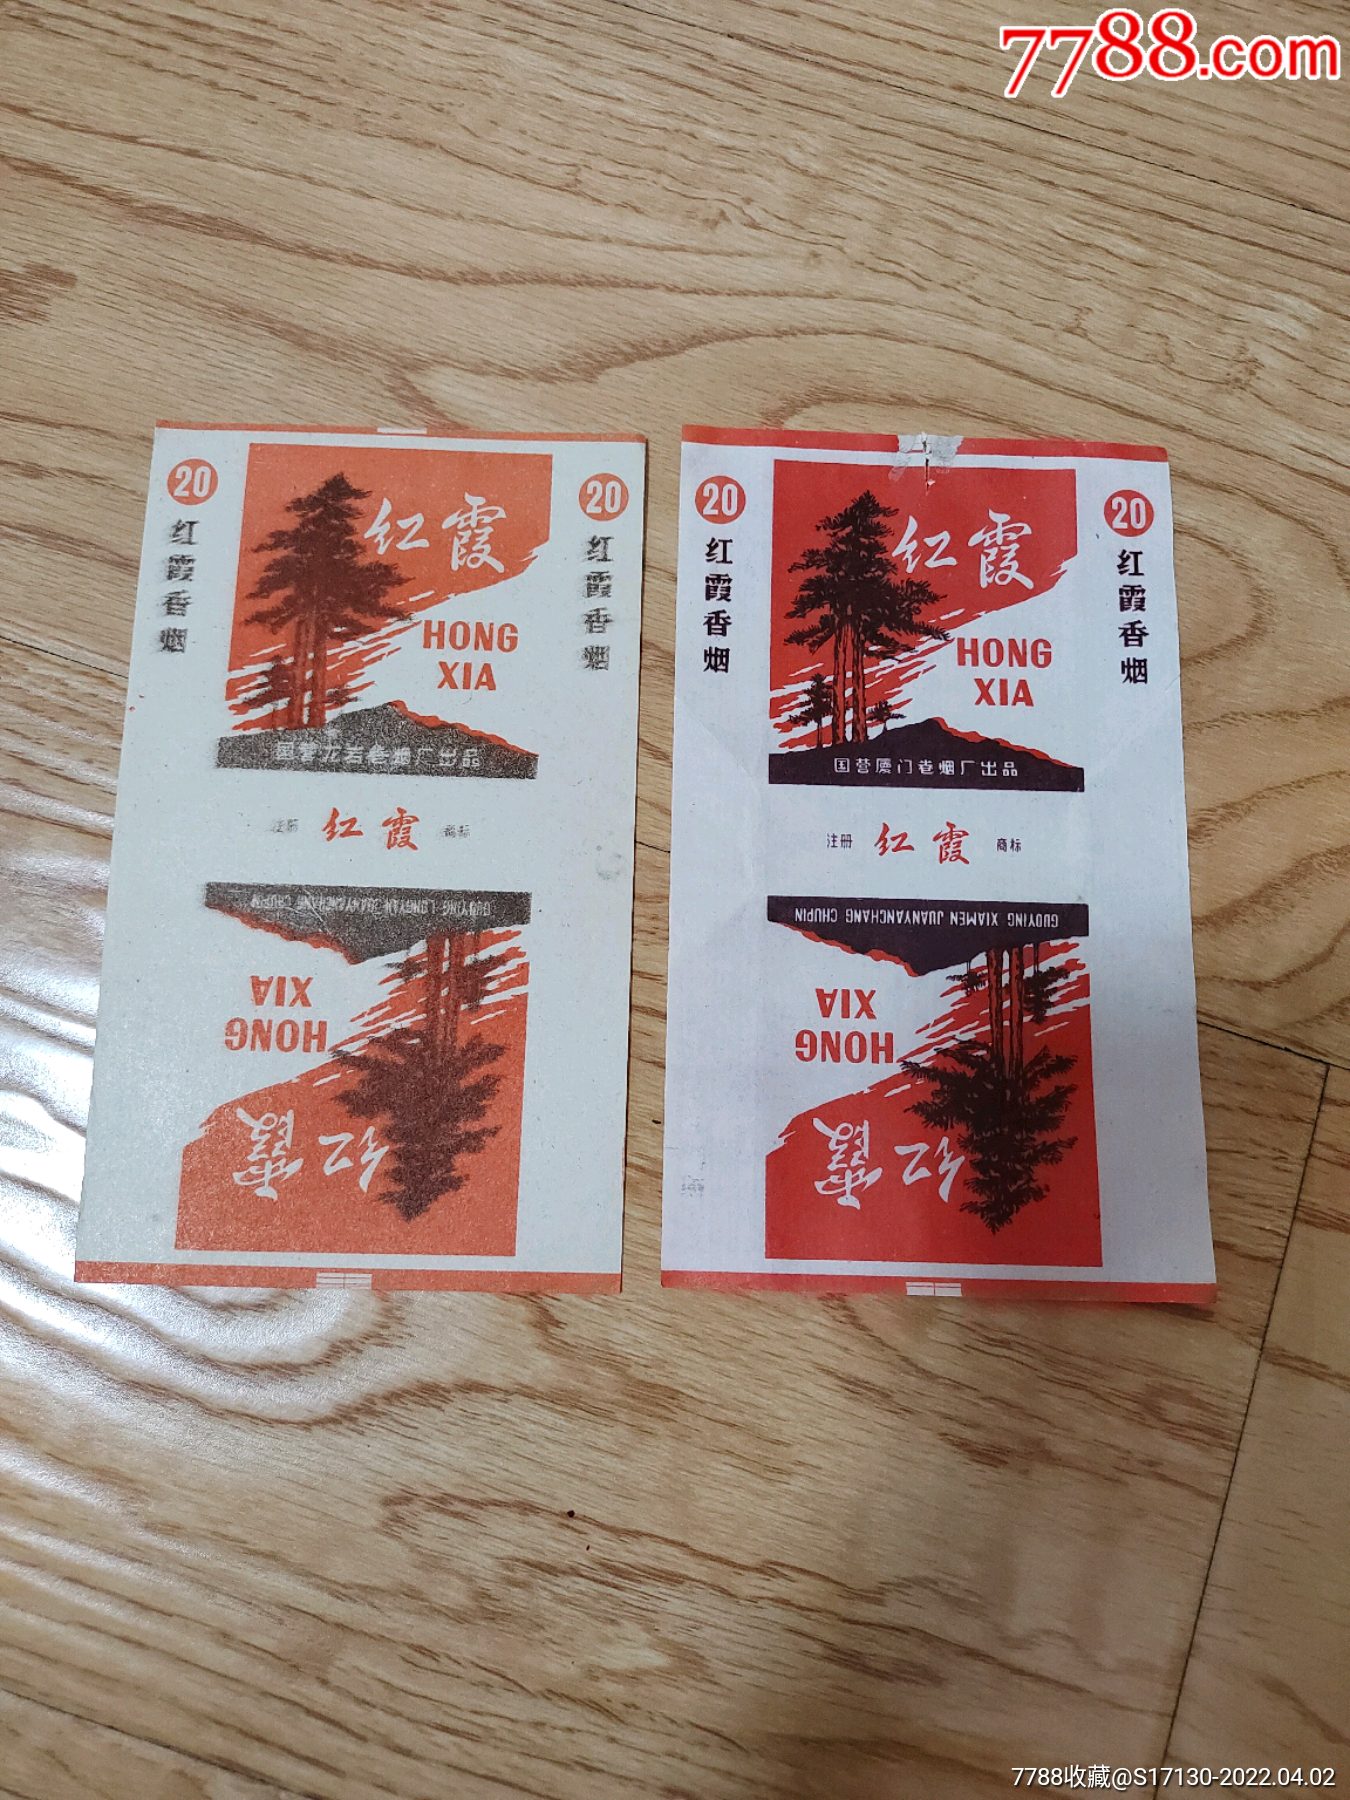 7788.com
20
红霞香烟
20
红霞香烟
红霞
HONG
XIA
国营龙岩卷烟厂出品
注册 红霞 商标
GUOYING LONGYAN JUANYANCHANG CHUPIN
HONG
XIA
红霞
20
红霞香烟
20
红霞香烟
红霞
HONG
XIA
国营厦门卷烟厂出品
注册 红霞 商标
GUOYING XIAMEN JUANYANCHANG CHUPIN
HONG
XIA
红霞
7788收藏@S17130-2022.04.02